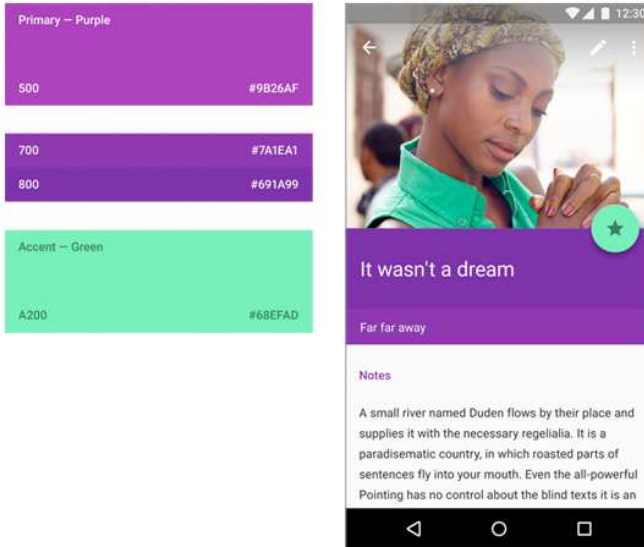 Primary — Purple
500 #9B26AF
700 #7A1EA1
800 #691A99
Accent — Green
A200 #68EFAD
12:30
It wasn't a dream
Far far away
Notes
A small river named Duden flows by their place and
supplies it with the necessary regelialia. It is a
paradisematic country, in which roasted parts of
sentences fly into your mouth. Even the all-powerful
Pointing has no control about the blind texts it is an